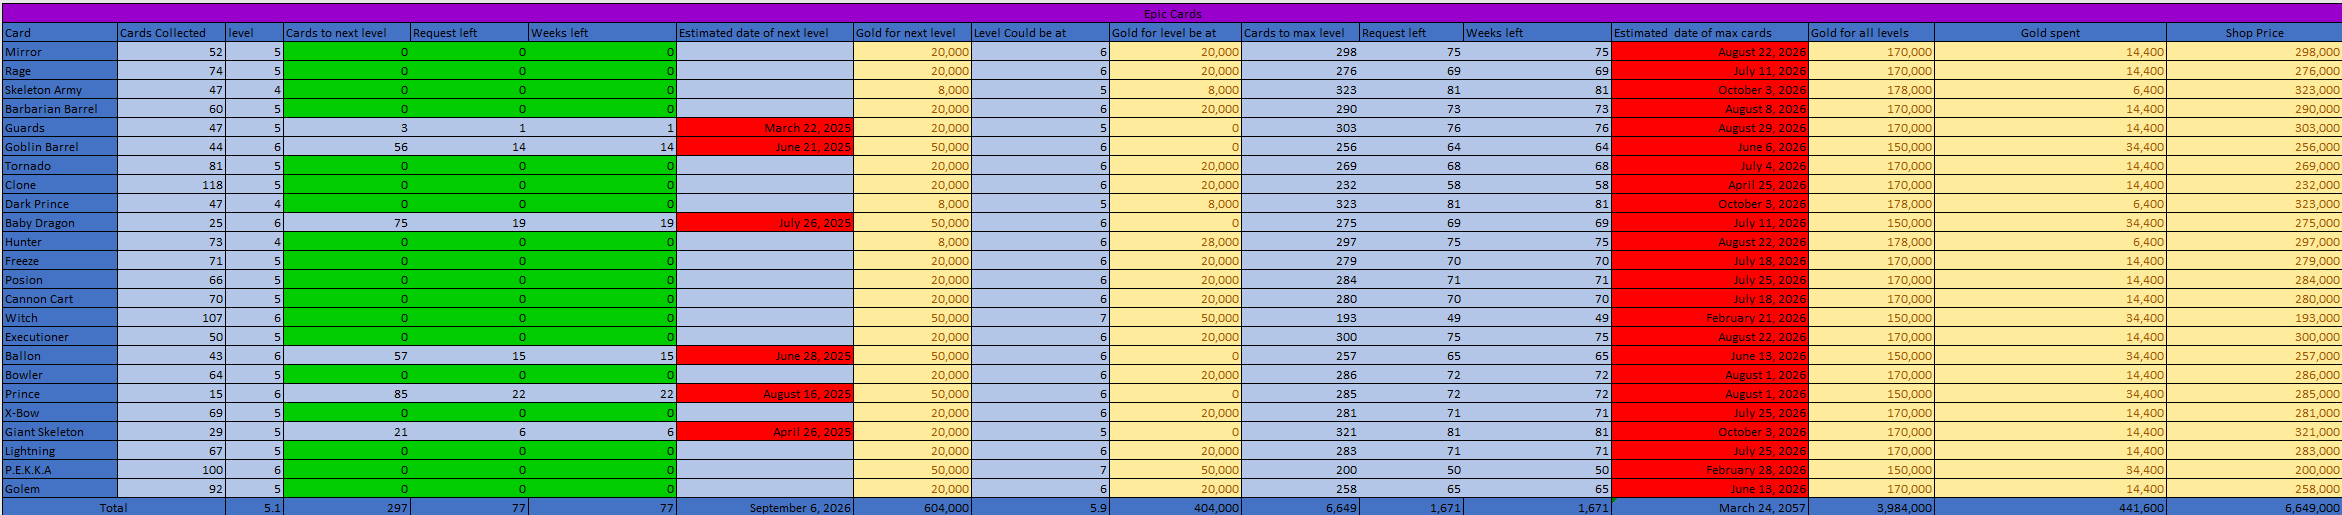 Epic Cards
Card Cards Collected level Cards to next level Request left Weeks left Estimated date of next level Gold for next level Level Could be at Gold for level be at Cards to max level Request left Weeks left Estimated date of max cards Gold for all levels Gold spent Shop Price
Mirror 52 5 0 0 0 20,000 6 20,000 298 75 75 August 22, 2026 170,000 14,400 298,000
Rage 74 5 0 0 0 20,000 6 20,000 276 69 69 July 11, 2026 170,000 14,400 276,000
Skeleton Army 47 4 0 0 0 8,000 5 8,000 323 81 81 October 3, 2026 178,000 6,400 323,000
Barbarian Barrel 60 5 0 0 0 20,000 6 20,000 290 73 73 August 8, 2026 170,000 14,400 290,000
Guards 47 5 3 1 1 March 22, 2025 20,000 5 0 303 76 76 August 29, 2026 170,000 14,400 303,000
Goblin Barrel 44 6 56 14 14 June 21, 2025 50,000 6 0 256 64 64 June 6, 2026 150,000 34,400 256,000
Tornado 81 5 0 0 0 20,000 6 20,000 269 68 68 July 4, 2026 170,000 14,400 269,000
Clone 118 5 0 0 0 20,000 6 20,000 232 58 58 April 25, 2026 170,000 14,400 232,000
Dark Prince 47 4 0 0 0 8,000 5 8,000 323 81 81 October 3, 2026 178,000 6,400 323,000
Baby Dragon 25 6 75 19 19 July 26, 2025 50,000 6 0 275 69 69 July 11, 2026 150,000 34,400 275,000
Hunter 73 4 0 0 0 8,000 6 28,000 297 75 75 August 22, 2026 178,000 6,400 297,000
Freeze 71 5 0 0 0 20,000 6 20,000 279 70 70 July 18, 2026 170,000 14,400 279,000
Posion 66 5 0 0 0 20,000 6 20,000 284 71 71 July 25, 2026 170,000 14,400 284,000
Cannon Cart 70 5 0 0 0 20,000 6 20,000 280 70 70 July 18, 2026 170,000 14,400 280,000
Witch 107 6 0 0 0 50,000 7 50,000 193 49 49 February 21, 2026 150,000 34,400 193,000
Executioner 50 5 0 0 0 20,000 6 20,000 300 75 75 August 22, 2026 170,000 14,400 300,000
Ballon 43 6 57 15 15 June 28, 2025 50,000 6 0 257 65 65 June 13, 2026 150,000 34,400 257,000
Bowler 64 5 0 0 0 20,000 6 20,000 286 72 72 August 1, 2026 170,000 14,400 286,000
Prince 15 6 85 22 22 August 16, 2025 50,000 6 0 285 72 72 August 1, 2026 150,000 34,400 285,000
X-Bow 69 5 0 0 0 20,000 6 20,000 281 71 71 July 25, 2026 170,000 14,400 281,000
Giant Skeleton 29 5 21 6 6 April 26, 2025 20,000 5 0 321 81 81 October 3, 2026 170,000 14,400 321,000
Lightning 67 5 0 0 0 20,000 6 20,000 283 71 71 July 25, 2026 170,000 14,400 283,000
P.E.K.K.A 100 6 0 0 0 50,000 7 50,000 200 50 50 February 28, 2026 150,000 34,400 200,000
Golem 92 5 0 0 0 20,000 6 20,000 258 65 65 June 13, 2026 170,000 14,400 258,000
Total 5.1 297 77 77 September 6, 2026 604,000 5.9 404,000 6,649 1,671 1,671 March 24, 2057 3,984,000 441,600 6,649,000